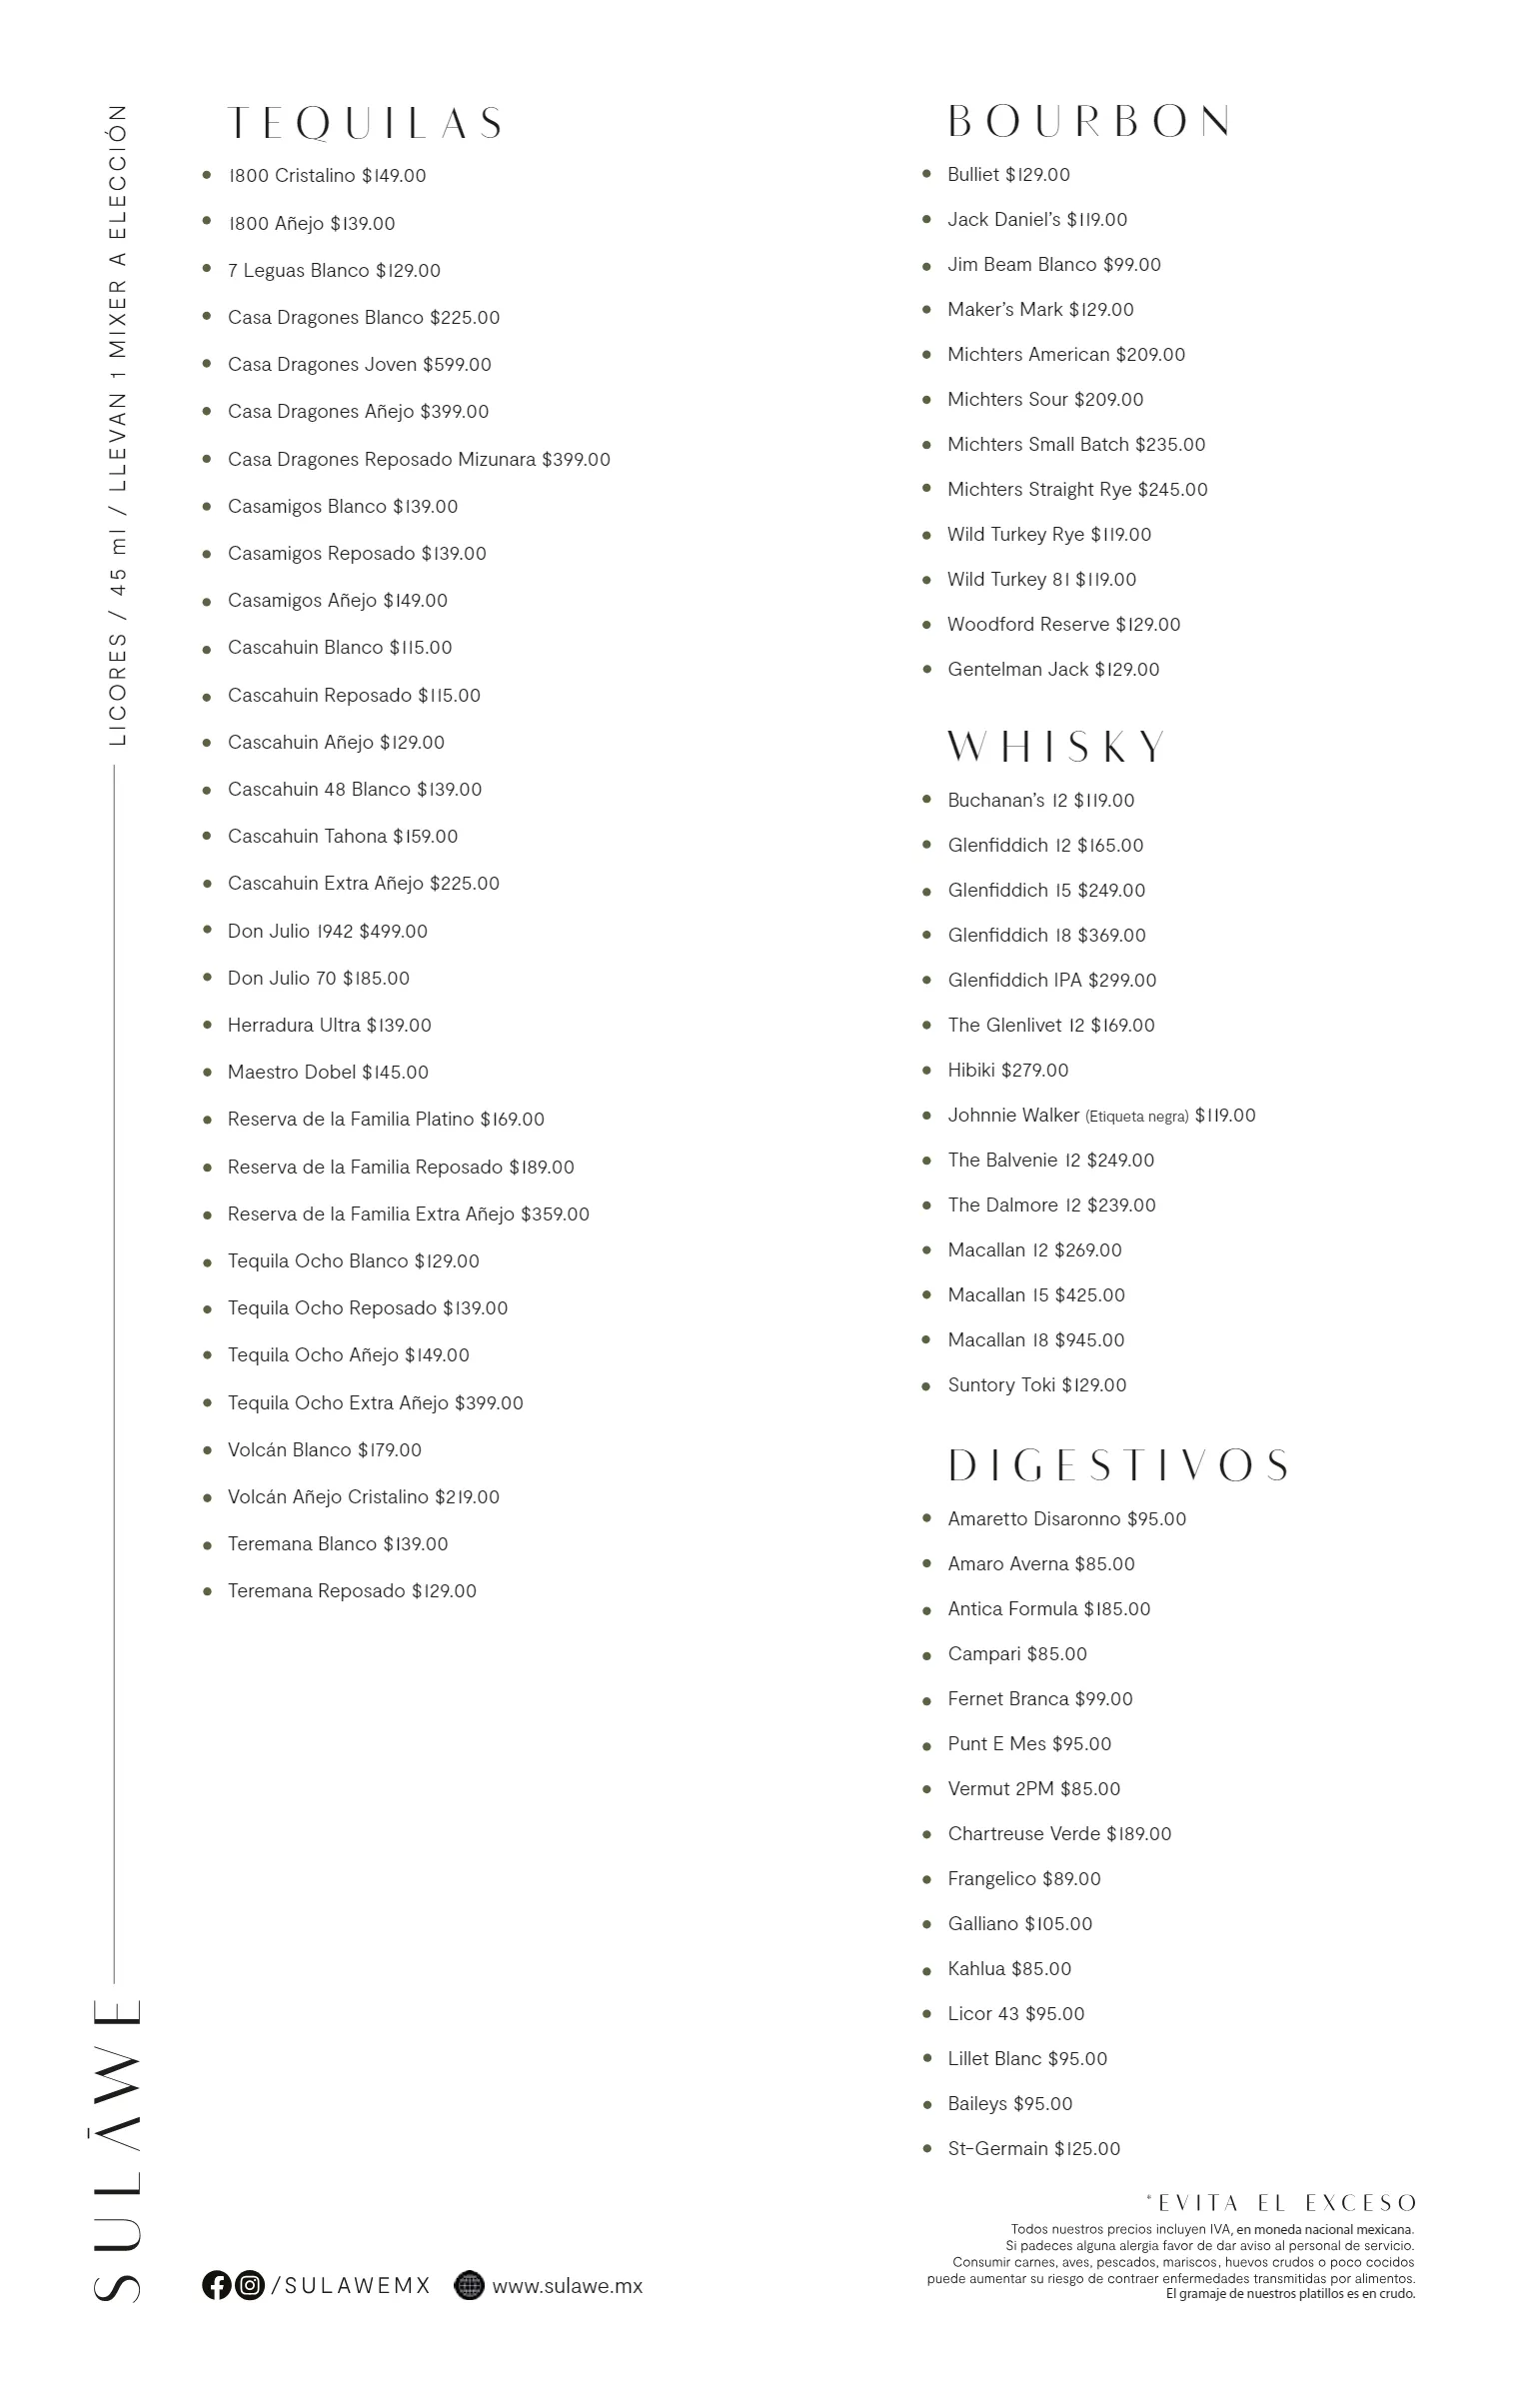 LICORES / 45 ml / LLEVAN 1 MIXER A ELECCIÓN
SULĀWE
TEQUILAS
1800 Cristalino $149.00
1800 Añejo $139.00
7 Leguas Blanco $129.00
Casa Dragones Blanco $225.00
Casa Dragones Joven $599.00
Casa Dragones Añejo $399.00
Casa Dragones Reposado Mizunara $399.00
Casamigos Blanco $139.00
Casamigos Reposado $139.00
Casamigos Añejo $149.00
Cascahuin Blanco $115.00
Cascahuin Reposado $115.00
Cascahuin Añejo $129.00
Cascahuin 48 Blanco $139.00
Cascahuin Tahona $159.00
Cascahuin Extra Añejo $225.00
Don Julio 1942 $499.00
Don Julio 70 $185.00
Herradura Ultra $139.00
Maestro Dobel $145.00
Reserva de la Familia Platino $169.00
Reserva de la Familia Reposado $189.00
Reserva de la Familia Extra Añejo $359.00
Tequila Ocho Blanco $129.00
Tequila Ocho Reposado $139.00
Tequila Ocho Añejo $149.00
Tequila Ocho Extra Añejo $399.00
Volcán Blanco $179.00
Volcán Añejo Cristalino $219.00
Teremana Blanco $139.00
Teremana Reposado $129.00
BOURBON
Bulliet $129.00
Jack Daniel’s $119.00
Jim Beam Blanco $99.00
Maker’s Mark $129.00
Michters American $209.00
Michters Sour $209.00
Michters Small Batch $235.00
Michters Straight Rye $245.00
Wild Turkey Rye $119.00
Wild Turkey 81 $119.00
Woodford Reserve $129.00
Gentelman Jack $129.00
WHISKY
Buchanan’s 12 $119.00
Glenfiddich 12 $165.00
Glenfiddich 15 $249.00
Glenfiddich 18 $369.00
Glenfiddich IPA $299.00
The Glenlivet 12 $169.00
Hibiki $279.00
Johnnie Walker (Etiqueta negra) $119.00
The Balvenie 12 $249.00
The Dalmore 12 $239.00
Macallan 12 $269.00
Macallan 15 $425.00
Macallan 18 $945.00
Suntory Toki $129.00
DIGESTIVOS
Amaretto Disaronno $95.00
Amaro Averna $85.00
Antica Formula $185.00
Campari $85.00
Fernet Branca $99.00
Punt E Mes $95.00
Vermut 2PM $85.00
Chartreuse Verde $189.00
Frangelico $89.00
Galliano $105.00
Kahlua $85.00
Licor 43 $95.00
Lillet Blanc $95.00
Baileys $95.00
St-Germain $125.00
*EVITA EL EXCESO
Todos nuestros precios incluyen IVA, en moneda nacional mexicana.
Si padeces alguna alergia favor de dar aviso al personal de servicio.
Consumir carnes, aves, pescados, mariscos, huevos crudos o poco cocidos
puede aumentar su riesgo de contraer enfermedades transmitidas por alimentos.
El gramaje de nuestros platillos es en crudo.
/SULAWEMX www.sulawe.mx